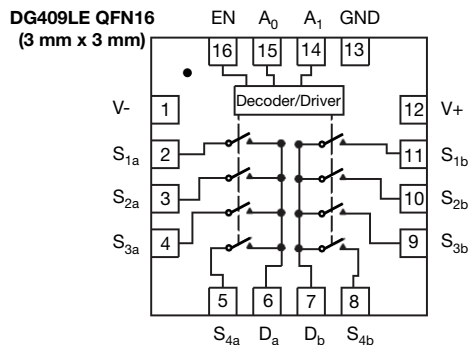 DG409LE QFN16
(3 mm x 3 mm)
EN A₀ A₁ GND
16 15 14 13
Decoder/Driver
V- 1 12 V+
S₁ₐ 2 11 S₁b
S₂ₐ 3 10 S₂b
S₃ₐ 4 9 S₃b
5 6 7 8
S₄ₐ Dₐ Db S₄b